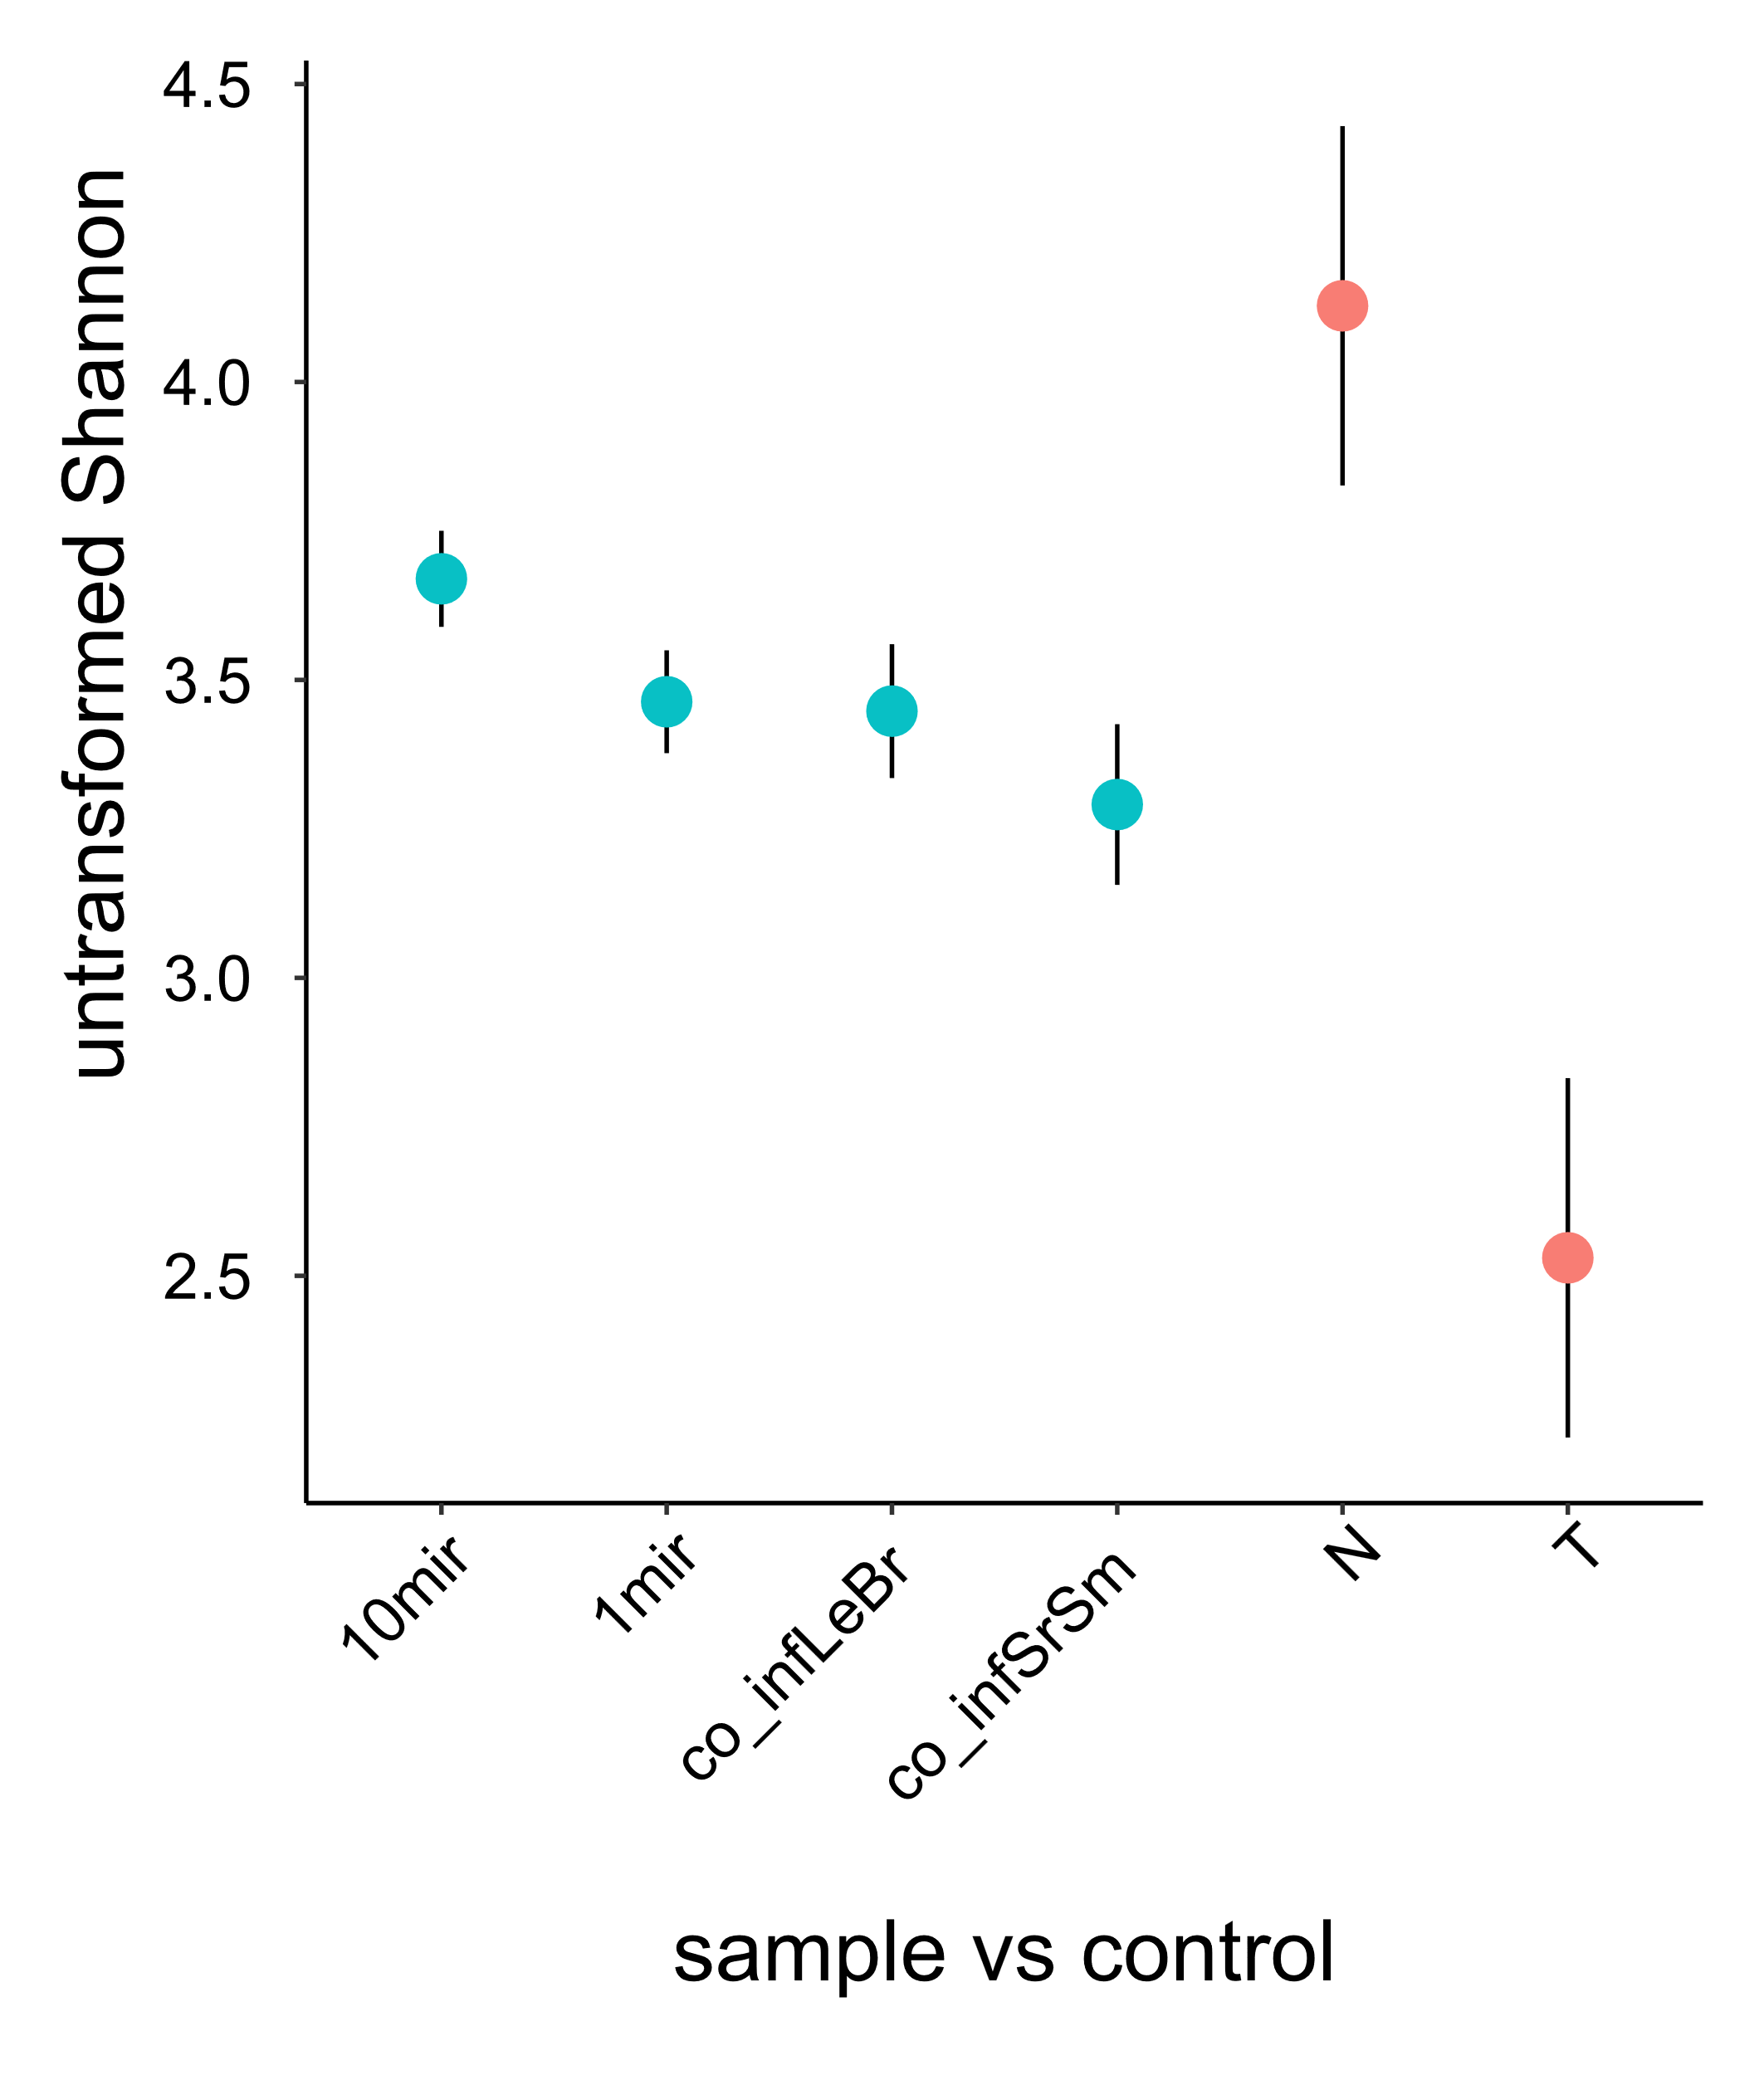 untransformed Shannon
4.5
4.0
3.5
3.0
2.5
10mir
1mir
co_infLeBr
co_infSrSm
N
T
sample vs control